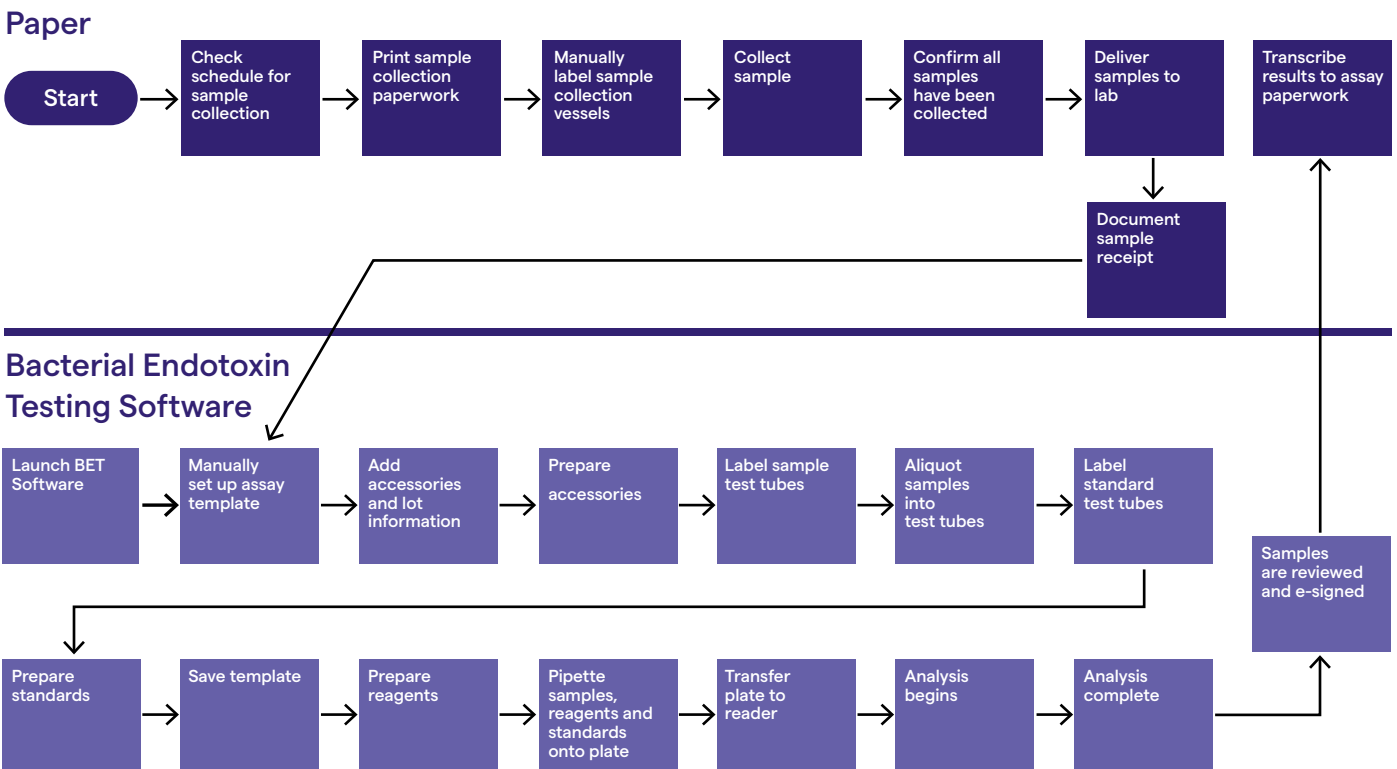 Paper
Start
Check
schedule for
sample
collection
Print sample
collection
paperwork
Manually
label sample
collection
vessels
Collect
sample
Confirm all
samples
have been
collected
Deliver
samples to
lab
Transcribe
results to assay
paperwork
Document
sample
receipt
Bacterial Endotoxin
Testing Software
Launch BET
Software
Manually
set up assay
template
Add
accessories
and lot
information
Prepare
accessories
Label sample
test tubes
Aliquot
samples
into
test tubes
Label
standard
test tubes
Samples
are reviewed
and e-signed
Prepare
standards
Save template
Prepare
reagents
Pipette
samples,
reagents and
standards
onto plate
Transfer
plate to
reader
Analysis
begins
Analysis
complete